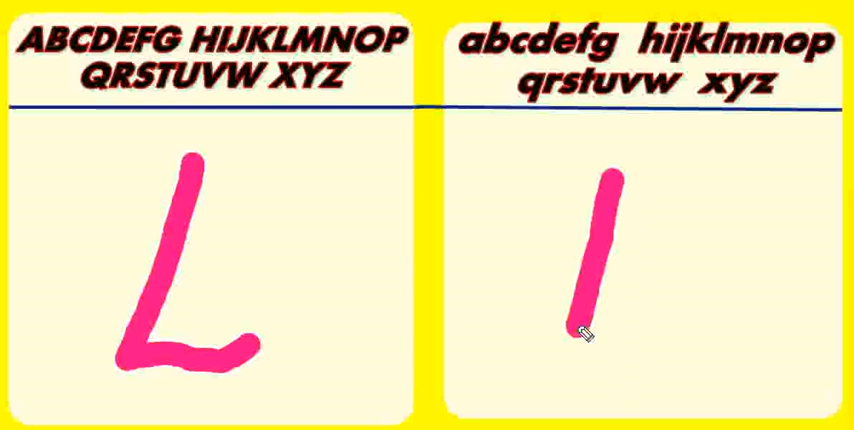 ABCDEFG HIJKLMNOP
QRSTUVW XYZ
abcdefg hijklmnop
qrstuvw xyz
L
l